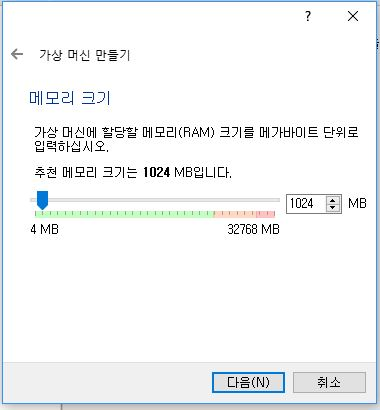 ?
가상 머신 만들기
메모리 크기
가상 머신에 할당할 메모리(RAM) 크기를 메가바이트 단위로
입력하십시오.
추천 메모리 크기는 1024 MB입니다.
1024 MB
4 MB 32768 MB
다음(N) 취소